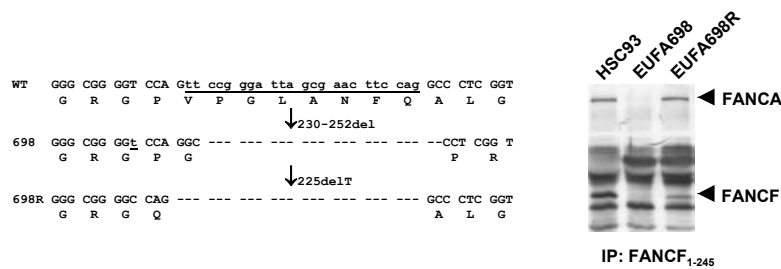 WT GGG CGG GGT CCA Gtt ccg gga tta gcg aac ttc cag GCC CTC GGT
G R G P V P G L A N F Q A L G
230-252del
698 GGG CGG GGt CCA GGC -- --- --- --- --- --- --- --CCT CGG T
G R G P G P R
225delT
698R GGG CGG GGC CAG- --- --- --- --- --- --- --- --- GCC CTC GGT
G R G Q A L G
HSC93
EUFA698
EUFA698R
FANCA
FANCF
IP: FANCF1-245